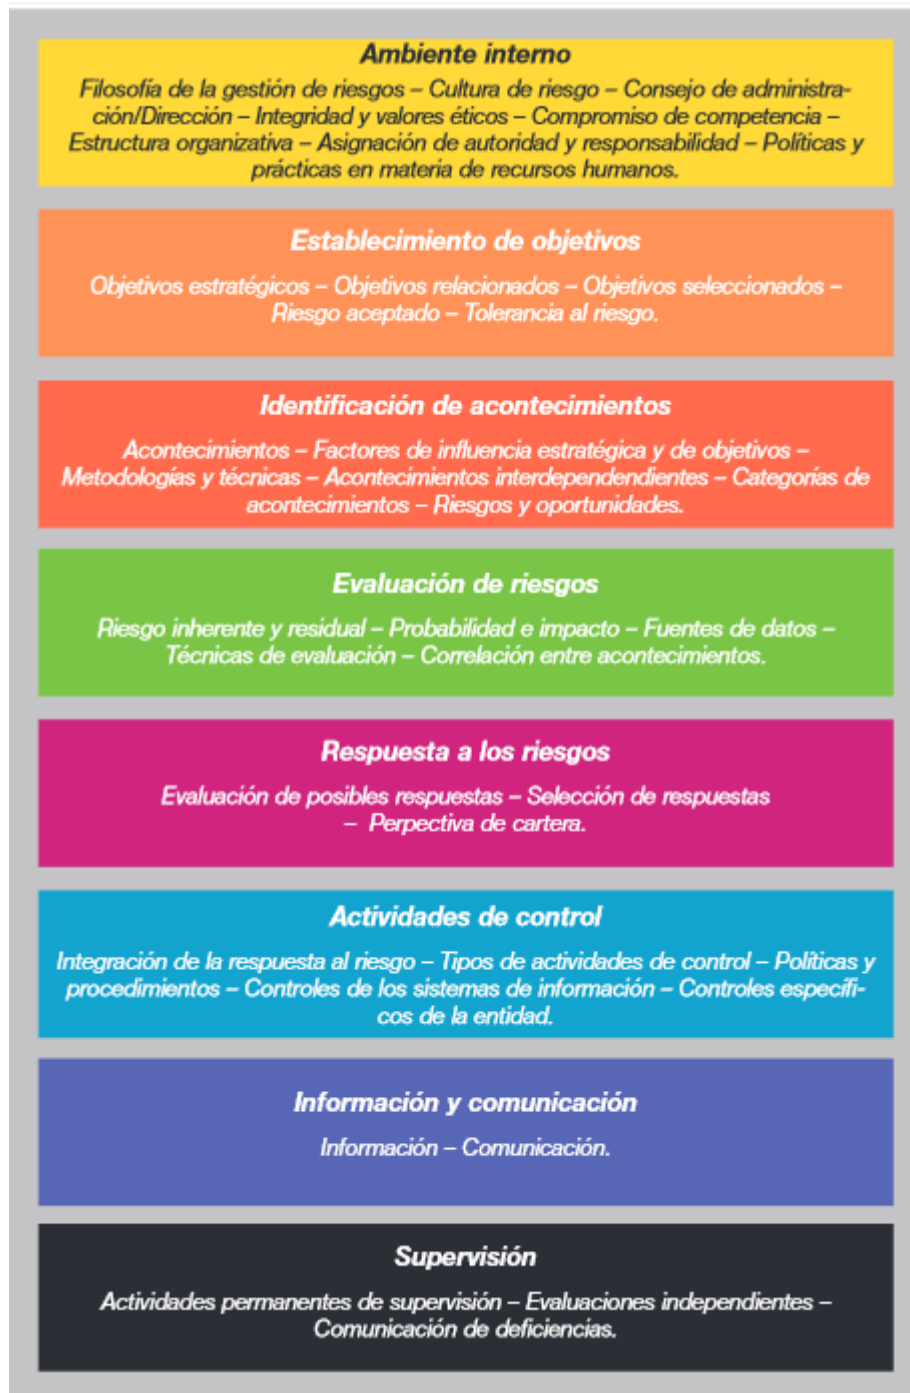 Ambiente interno
Filosofía de la gestión de riesgos – Cultura de riesgo – Consejo de administra-
ción/Dirección – Integridad y valores éticos – Compromiso de competencia –
Estructura organizativa – Asignación de autoridad y responsabilidad – Políticas y
prácticas en materia de recursos humanos.
Establecimiento de objetivos
Objetivos estratégicos – Objetivos relacionados – Objetivos seleccionados –
Riesgo aceptado – Tolerancia al riesgo.
Identificación de acontecimientos
Acontecimientos – Factores de influencia estratégica y de objetivos –
Metodologías y técnicas – Acontecimientos interdependendientes – Categorías de
acontecimientos – Riesgos y oportunidades.
Evaluación de riesgos
Riesgo inherente y residual – Probabilidad e impacto – Fuentes de datos –
Técnicas de evaluación – Correlación entre acontecimientos.
Respuesta a los riesgos
Evaluación de posibles respuestas – Selección de respuestas
– Perpectiva de cartera.
Actividades de control
Integración de la respuesta al riesgo – Tipos de actividades de control – Políticas y
procedimientos – Controles de los sistemas de información – Controles específi-
cos de la entidad.
Información y comunicación
Información – Comunicación.
Supervisión
Actividades permanentes de supervisión – Evaluaciones independientes –
Comunicación de deficiencias.